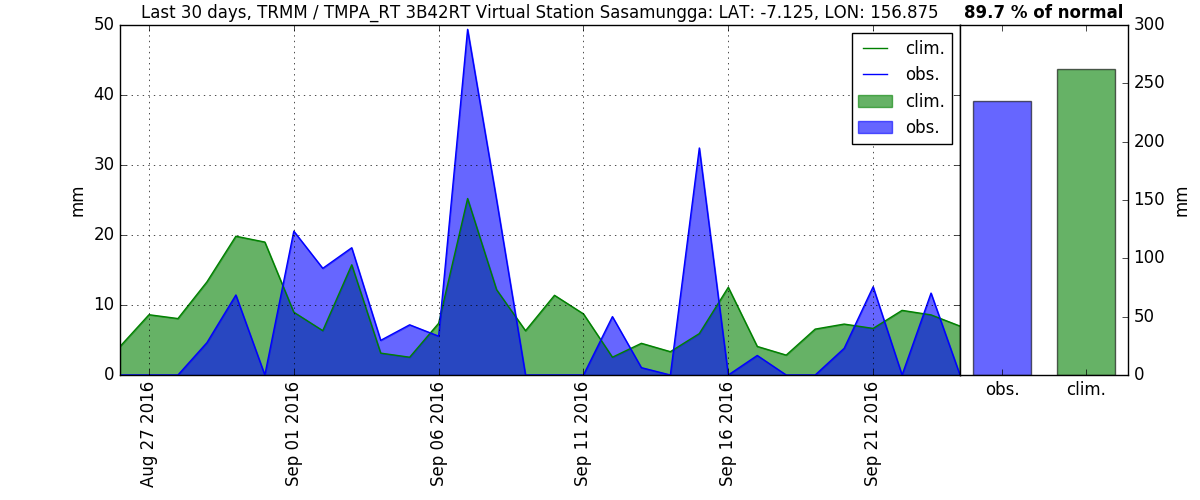 Last 30 days, TRMM / TMPA_RT 3B42RT Virtual Station Sasamungga: LAT: -7.125, LON: 156.875
89.7 % of normal
50
40
30
20
10
0
mm
clim.
obs.
clim.
obs.
300
250
200
150
100
50
0
mm
obs.
clim.
Aug 27 2016
Sep 01 2016
Sep 06 2016
Sep 11 2016
Sep 16 2016
Sep 21 2016